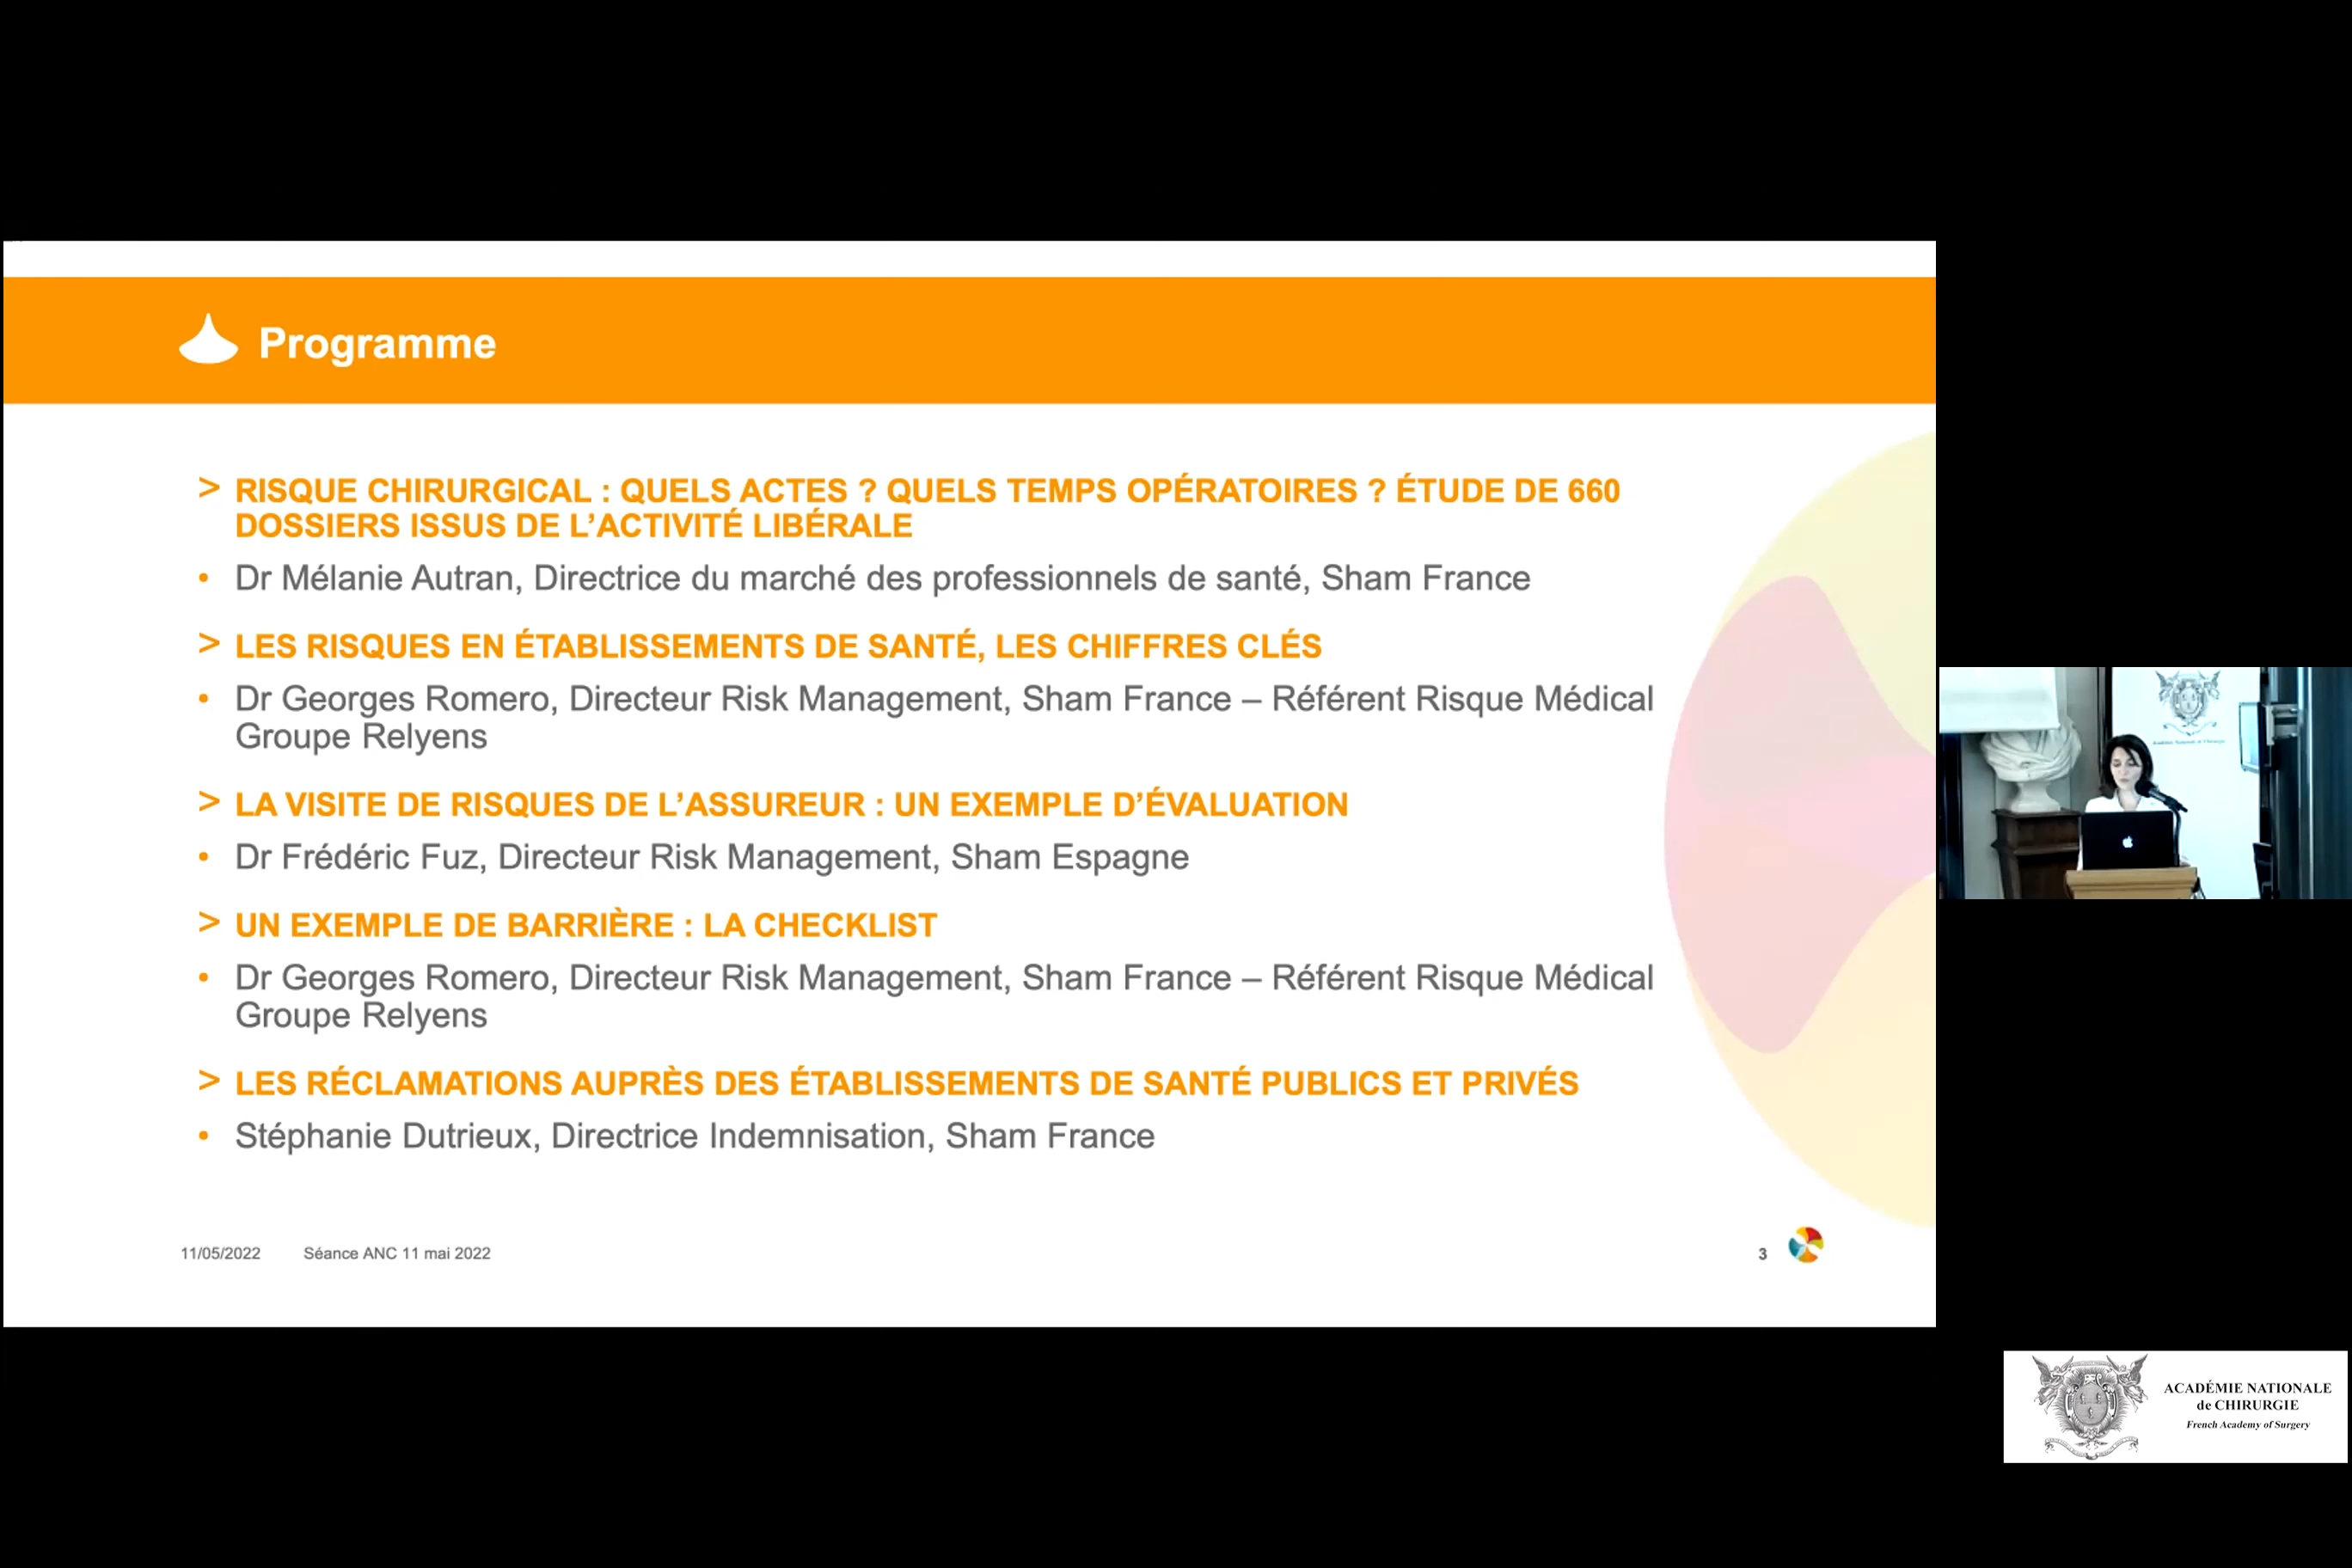 Programme
> RISQUE CHIRURGICAL : QUELS ACTES ? QUELS TEMPS OPÉRATOIRES ? ÉTUDE DE 660
DOSSIERS ISSUS DE L’ACTIVITÉ LIBÉRALE
• Dr Mélanie Autran, Directrice du marché des professionnels de santé, Sham France
> LES RISQUES EN ÉTABLISSEMENTS DE SANTÉ, LES CHIFFRES CLÉS
• Dr Georges Romero, Directeur Risk Management, Sham France – Référent Risque Médical
Groupe Relyens
> LA VISITE DE RISQUES DE L’ASSUREUR : UN EXEMPLE D’ÉVALUATION
• Dr Frédéric Fuz, Directeur Risk Management, Sham Espagne
> UN EXEMPLE DE BARRIÈRE : LA CHECKLIST
• Dr Georges Romero, Directeur Risk Management, Sham France – Référent Risque Médical
Groupe Relyens
> LES RÉCLAMATIONS AUPRÈS DES ÉTABLISSEMENTS DE SANTÉ PUBLICS ET PRIVÉS
• Stéphanie Dutrieux, Directrice Indemnisation, Sham France
11/05/2022 Séance ANC 11 mai 2022 3
ACADÉMIE NATIONALE
de CHIRURGIE
French Academy of Surgery